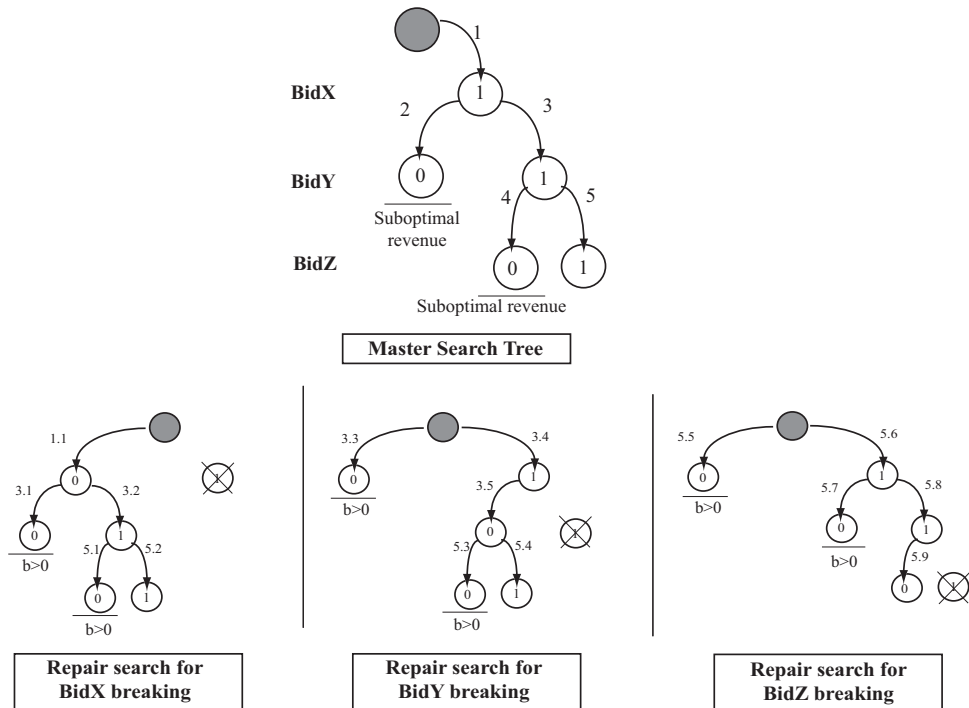 1
BidX
1
2
3
BidY
0
1
Suboptimal
revenue
4
5
BidZ
0
1
Suboptimal revenue
Master Search Tree
1.1
0
1
3.1
3.2
0
b>0
1
5.1
5.2
0
1
b>0
Repair search for
BidX breaking
3.3
3.4
0
b>0
1
3.5
0
1
5.3
5.4
0
1
b>0
Repair search for
BidY breaking
5.5
5.6
0
b>0
1
5.7
5.8
0
b>0
1
5.9
0
1
Repair search for
BidZ breaking